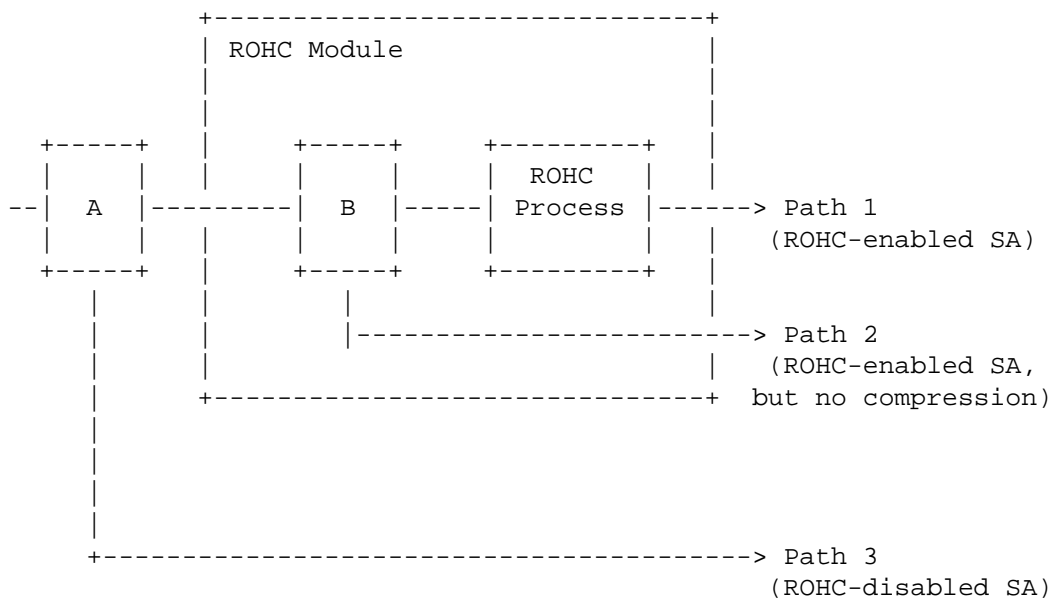 ROHC Module
ROHC
A B Process Path 1
(ROHC-enabled SA)
Path 2
(ROHC-enabled SA,
but no compression)
Path 3
(ROHC-disabled SA)